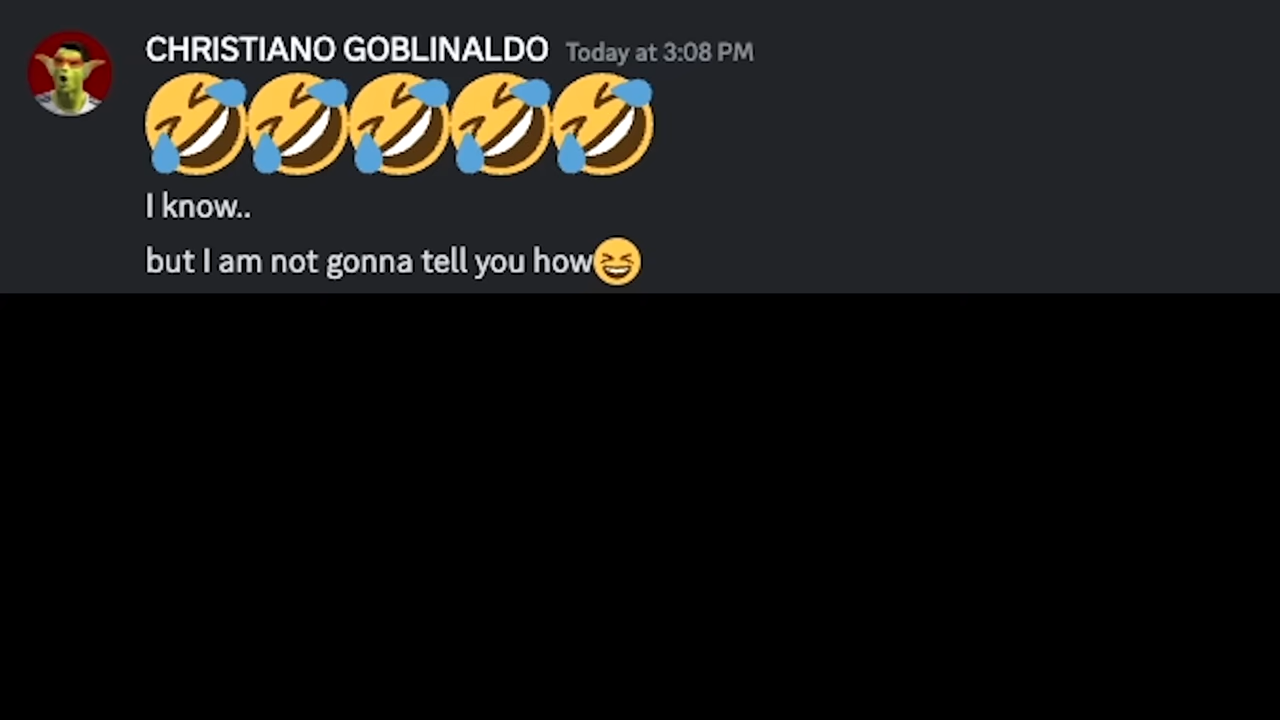 CHRISTIANO GOBLINALDO Today at 3:08 PM
🤣🤣🤣🤣🤣
I know..
but I am not gonna tell you how😆